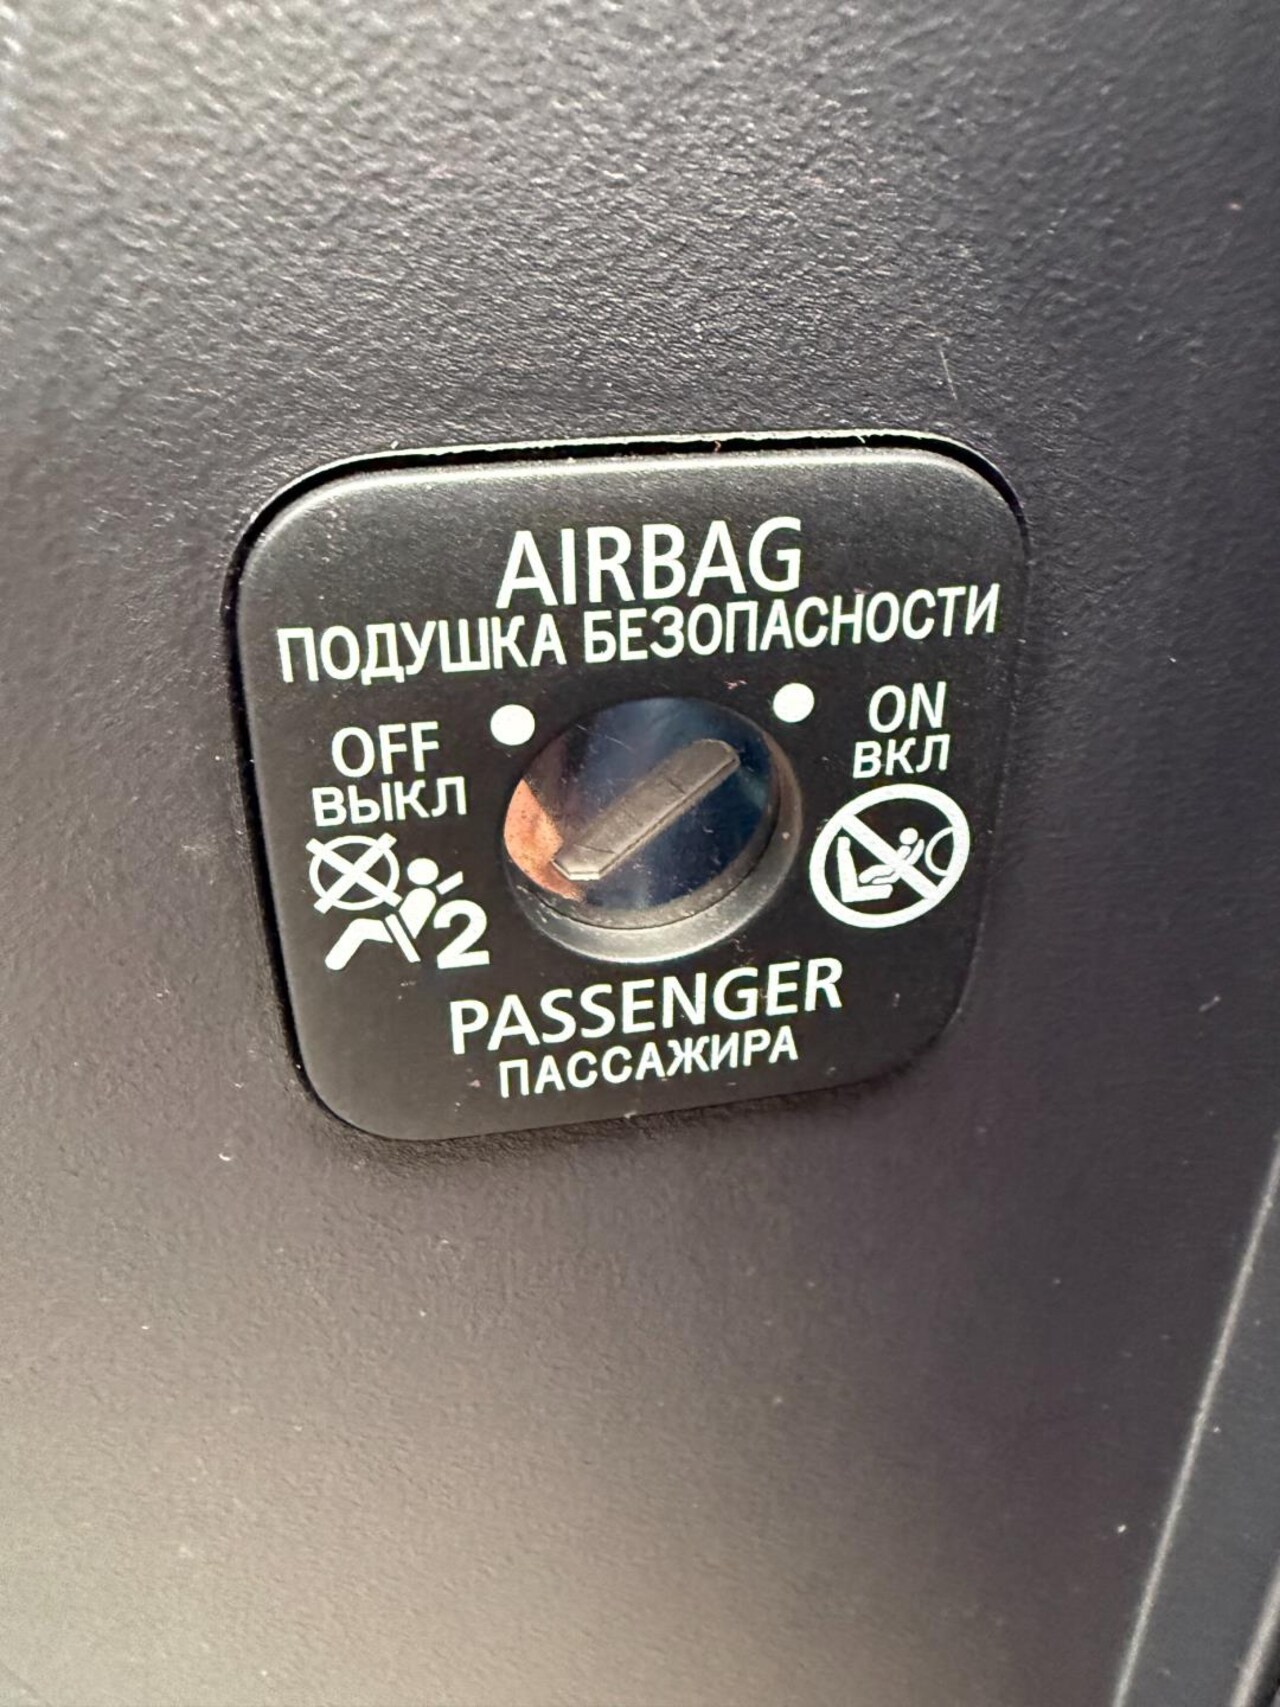 AIRBAG
ПОДУШКА БЕЗОПАСНОСТИ
OFF
ВЫКЛ
ON
ВКЛ
2
PASSENGER
ПАССАЖИРА